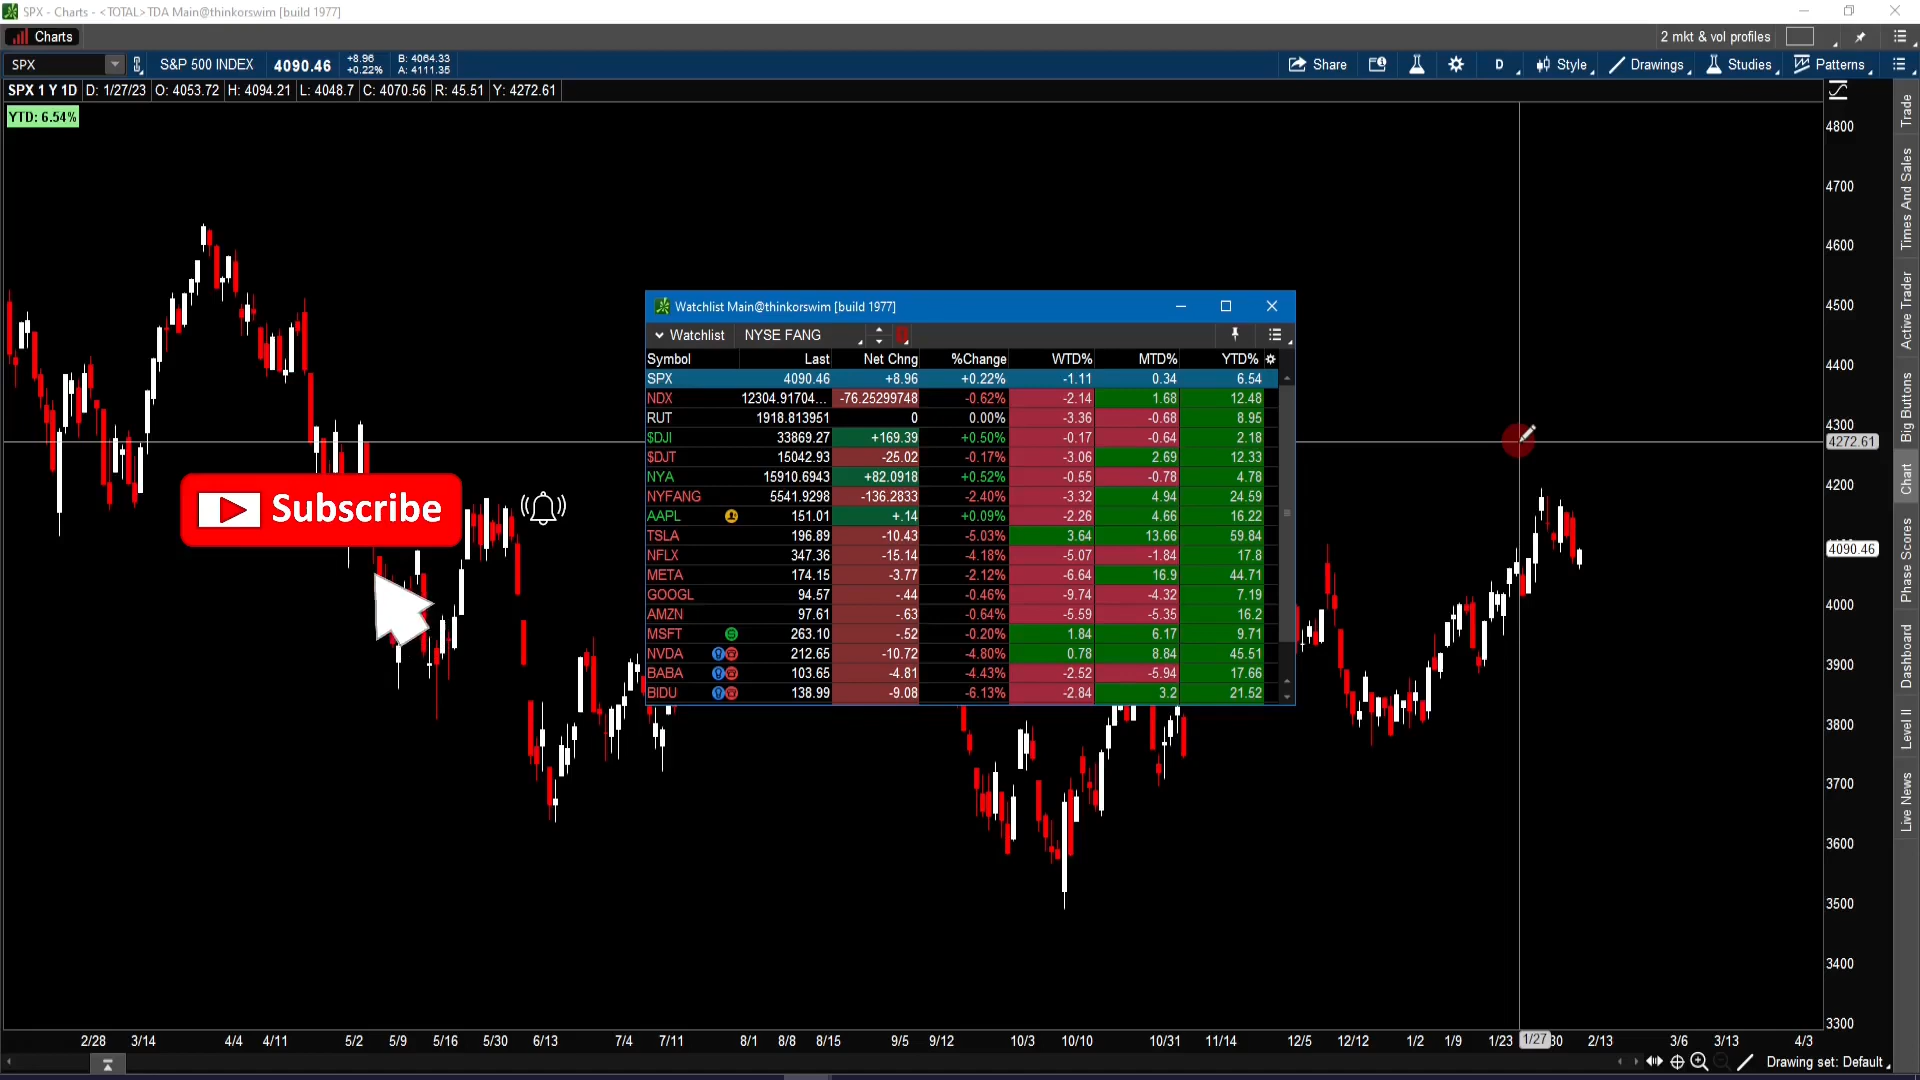 SPX - Charts - <TOTAL> TDA Main@thinkorswim [build 1977]
Charts
2 mkt & vol profiles
SPX S&P 500 INDEX 4090.46 +8.96 +0.22% B: 4064.33 A: 4111.35 Share D Style Drawings Studies Patterns
SPX 1 Y 1D D: 1/27/23 O: 4053.72 H: 4094.21 L: 4048.7 C: 4070.56 R: 45.51 Y: 4272.61
YTD: 6.54%
Watchlist Main@thinkorswim [build 1977]
Watchlist NYSE FANG
Symbol Last Net Chng %Change WTD% MTD% YTD%
SPX 4090.46 +8.96 +0.22% -1.11 0.34 6.54
NDX 12304.91704... -76.25299748 -0.62% -2.14 1.68 12.48
RUT 1918.813951 0 0.00% -3.36 -0.68 8.95
$DJI 33869.27 +169.39 +0.50% -0.17 -0.64 2.18
$DJT 15042.93 -25.02 -0.17% -3.06 2.69 12.33
NYA 15910.6943 +82.0918 +0.52% -0.55 -0.78 4.78
NYFANG 5541.9298 -136.2833 -2.40% -3.32 4.94 24.59
AAPL 151.01 +.14 +0.09% -2.26 4.66 16.22
TSLA 196.89 -10.43 -5.03% 3.64 13.66 59.84
NFLX 347.36 -15.14 -4.18% -5.07 -1.84 17.8
META 174.15 -3.77 -2.12% -6.64 16.9 44.71
GOOGL 94.57 -.44 -0.46% -9.74 -4.32 7.19
AMZN 97.61 -.63 -0.64% -5.59 -5.35 16.2
MSFT 263.10 -.52 -0.20% 1.84 6.17 9.71
NVDA 212.65 -10.72 -4.80% 0.78 8.84 45.51
BABA 103.65 -4.81 -4.43% -2.52 -5.94 17.66
BIDU 138.99 -9.08 -6.13% -2.84 3.2 21.52
Subscribe
4800
4700
4600
4500
4400
4300
4272.61
4200
4090.46
4000
3900
3800
3700
3600
3500
3400
3300
Trade
Times And Sales
Active Trader
Big Buttons
Chart
Phase Scores
Dashboard
Level II
Live News
2/28 3/14 4/4 4/11 5/2 5/9 5/16 5/30 6/13 7/4 7/11 8/1 8/8 8/15 9/5 9/12 10/3 10/10 10/31 11/14 12/5 12/12 1/2 1/9 1/23 1/27 30 2/13 3/6 3/13 4/3
Drawing set: Default